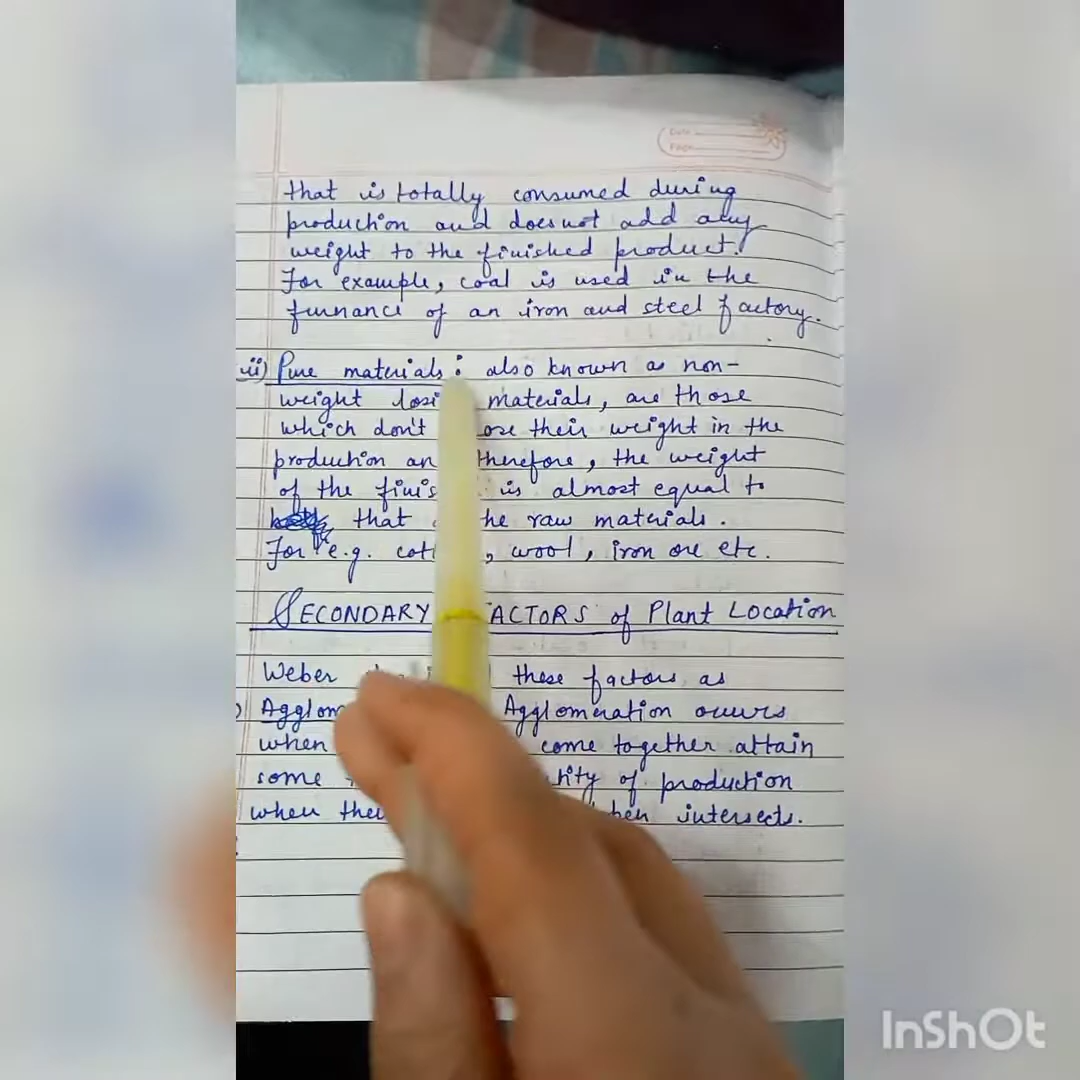 Date
Page
that is totally consumed during
production and does not add any
weight to the finished product.
For example, coal is used in the
furnance of an iron and steel factory.
iii) Pure materials : also known as non-
weight materials, are those
which don't their weight in the
production therefore, the weight
of the is almost equal to
that raw materials.
For e.g. , wool, iron ore etc.
SECONDARY of Plant Location
Weber these factors as
Agglomeration occurs
when come together attain
some of production
when intersects.
InShOt